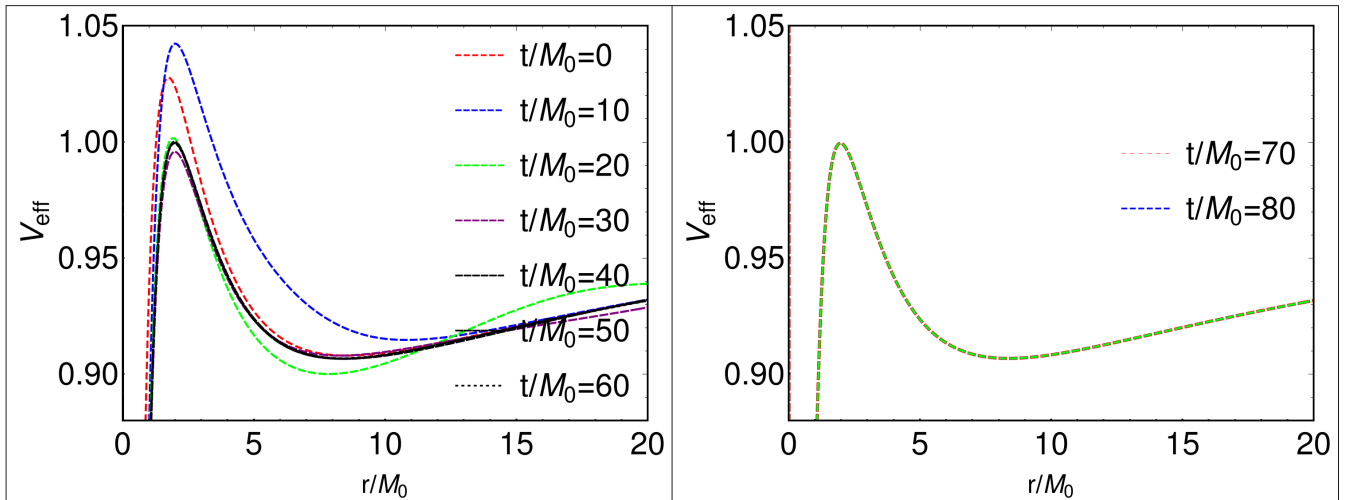 1.05
1.00
0.95
0.90
V_eff
0 5 10 15 20
r/M₀
t/M₀=0
t/M₀=10
t/M₀=20
t/M₀=30
t/M₀=40
t/M₀=50
t/M₀=60
1.05
1.00
0.95
0.90
V_eff
0 5 10 15 20
r/M₀
t/M₀=70
t/M₀=80